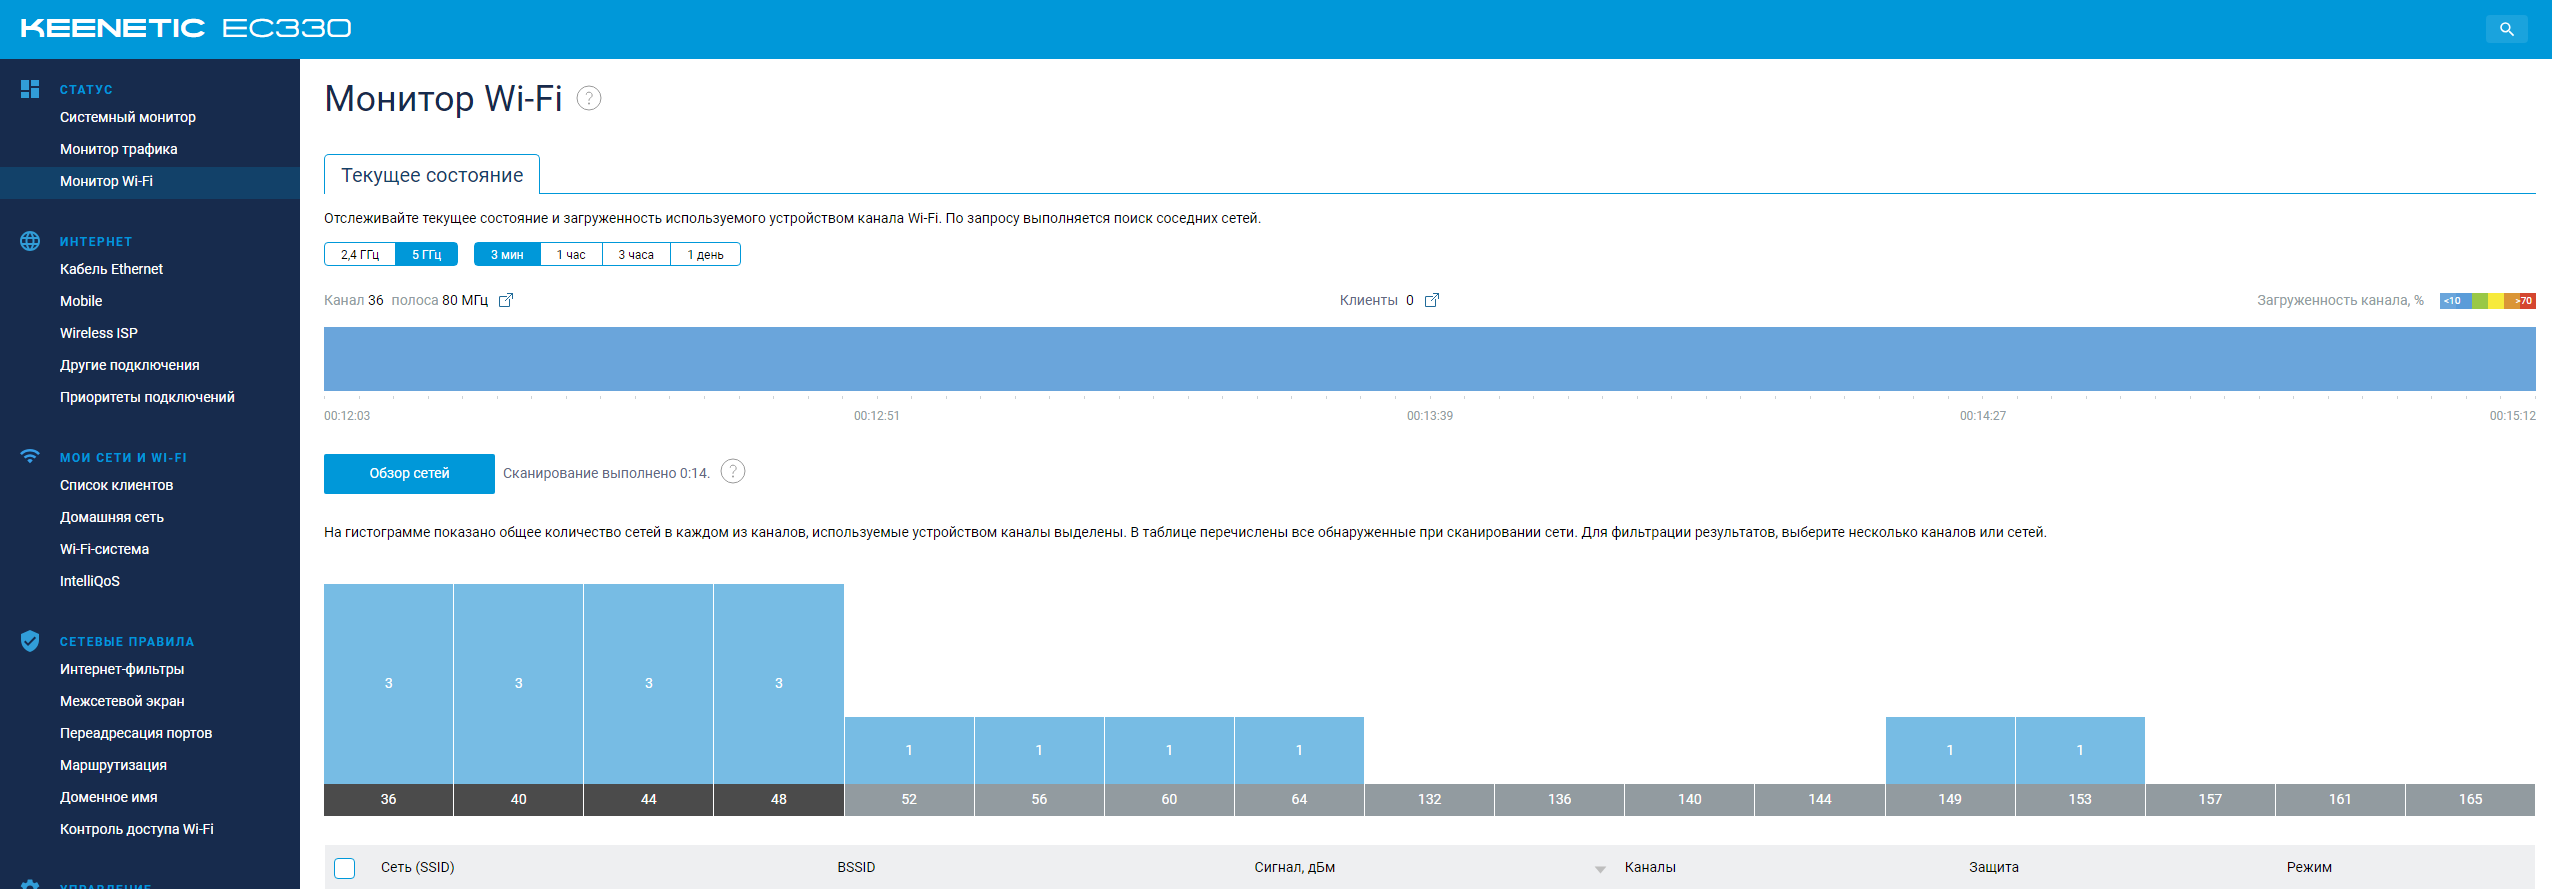 KEENETIC EC330
СТАТУС
Системный монитор
Монитор трафика
Монитор Wi-Fi
ИНТЕРНЕТ
Кабель Ethernet
Mobile
Wireless ISP
Другие подключения
Приоритеты подключений
МОИ СЕТИ И WI-FI
Список клиентов
Домашняя сеть
Wi-Fi-система
IntelliQoS
СЕТЕВЫЕ ПРАВИЛА
Интернет-фильтры
Межсетевой экран
Переадресация портов
Маршрутизация
Доменное имя
Контроль доступа Wi-Fi
УПРАВЛЕНИЕ
Монитор Wi-Fi ?
Текущее состояние
Отслеживайте текущее состояние и загруженность используемого устройством канала Wi-Fi. По запросу выполняется поиск соседних сетей.
2,4 ГГц 5 ГГц 3 мин 1 час 3 часа 1 день
Канал 36 полоса 80 МГц Клиенты 0 Загруженность канала, % <10 >70
00:12:03 00:12:51 00:13:39 00:14:27 00:15:12
Обзор сетей Сканирование выполнено 0:14. ?
На гистограмме показано общее количество сетей в каждом из каналов, используемые устройством каналы выделены. В таблице перечислены все обнаруженные при сканировании сети. Для фильтрации результатов, выберите несколько каналов или сетей.
3 3 3 3
1 1 1 1 1 1
36 40 44 48 52 56 60 64 132 136 140 144 149 153 157 161 165
Сеть (SSID) BSSID Сигнал, дБм Каналы Защита Режим